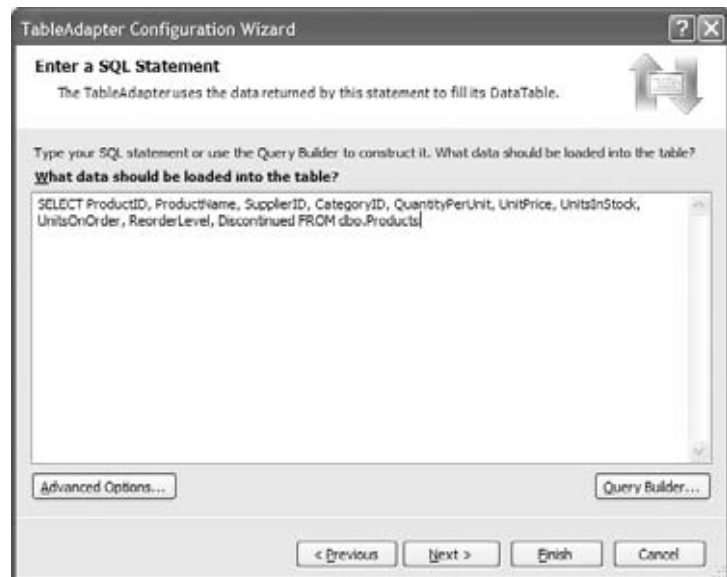 TableAdapter Configuration Wizard
Enter a SQL Statement
The TableAdapter uses the data returned by this statement to fill its DataTable.
Type your SQL statement or use the Query Builder to construct it. What data should be loaded into the table?
What data should be loaded into the table?
SELECT ProductID, ProductName, SupplierID, CategoryID, QuantityPerUnit, UnitPrice, UnitsInStock,
UnitsOnOrder, ReorderLevel, Discontinued FROM dbo.Products
Advanced Options... Query Builder...
< Previous Next > Finish Cancel